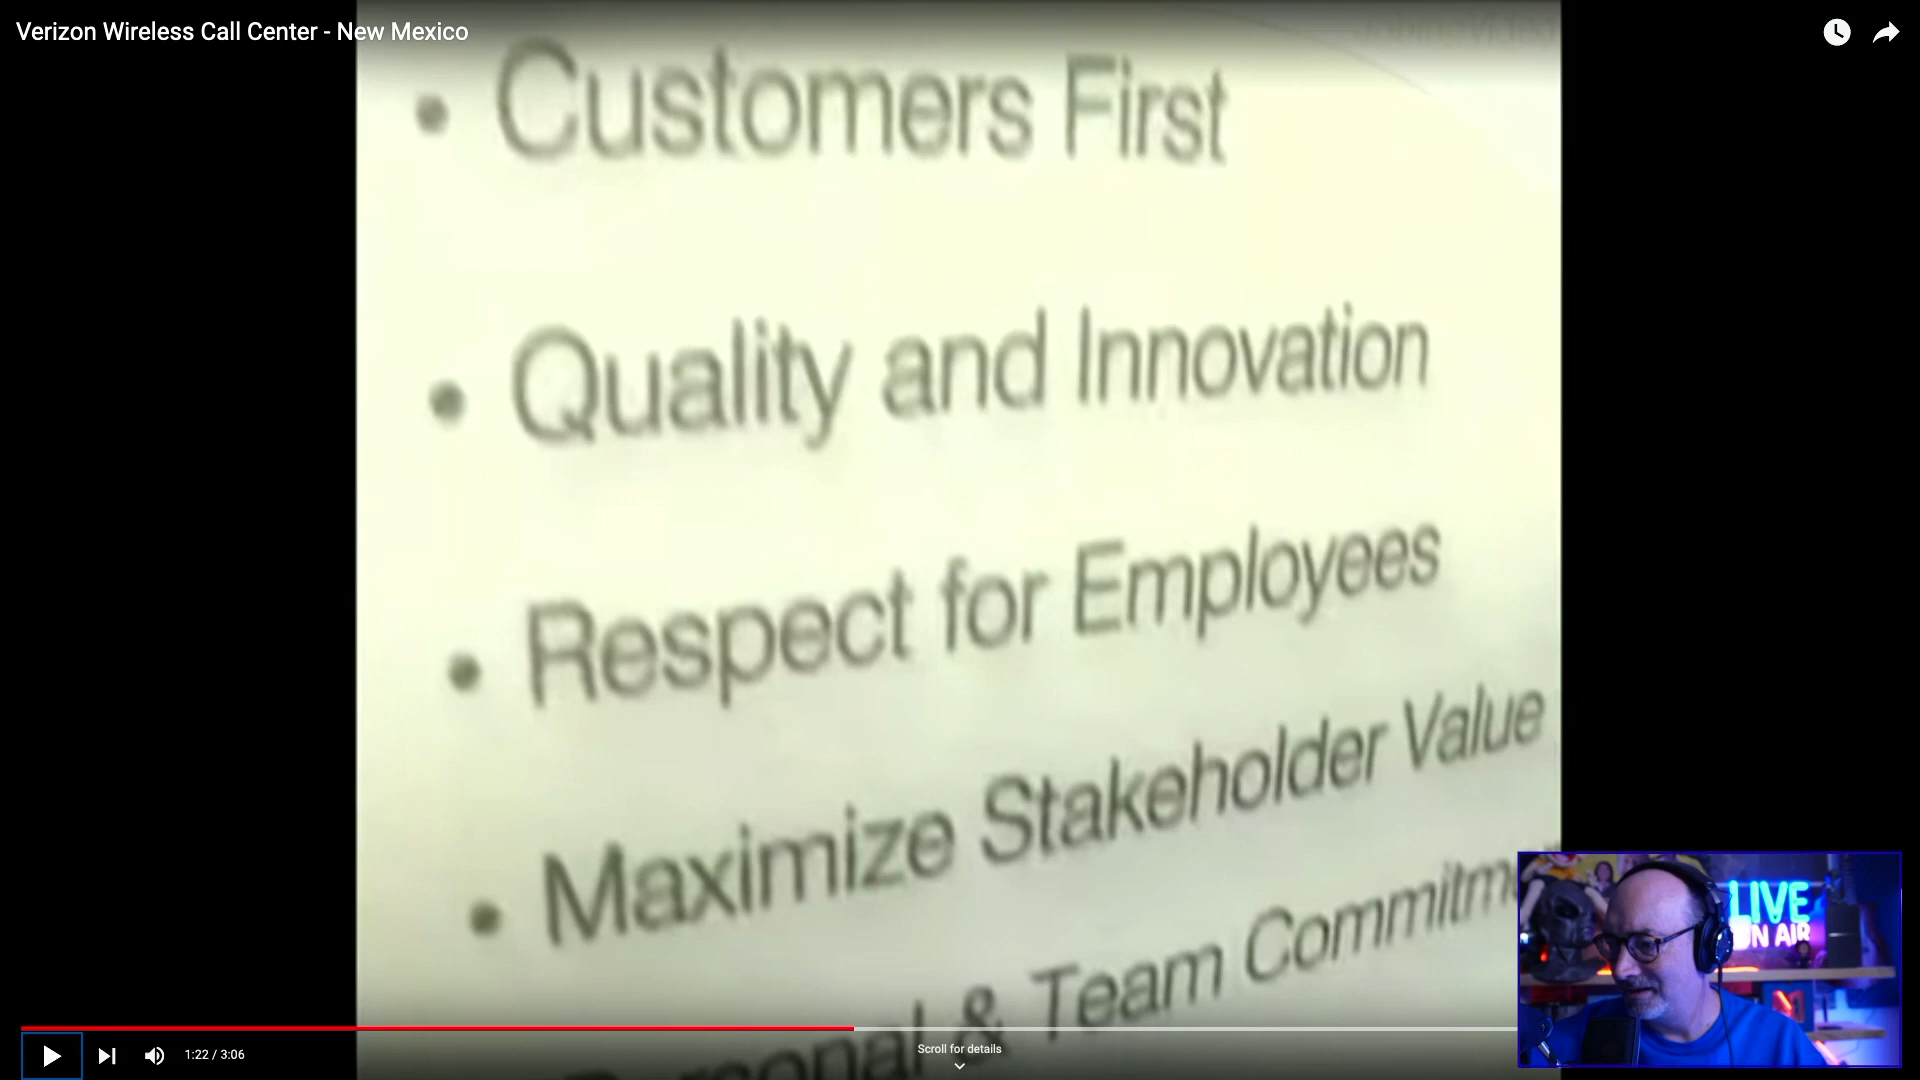 Verizon Wireless Call Center - New Mexico
• Customers First
• Quality and Innovation
• Respect for Employees
• Maximize Stakeholder Value
& Team
LIVE
ON AIR
1:22 / 3:06
Scroll for details